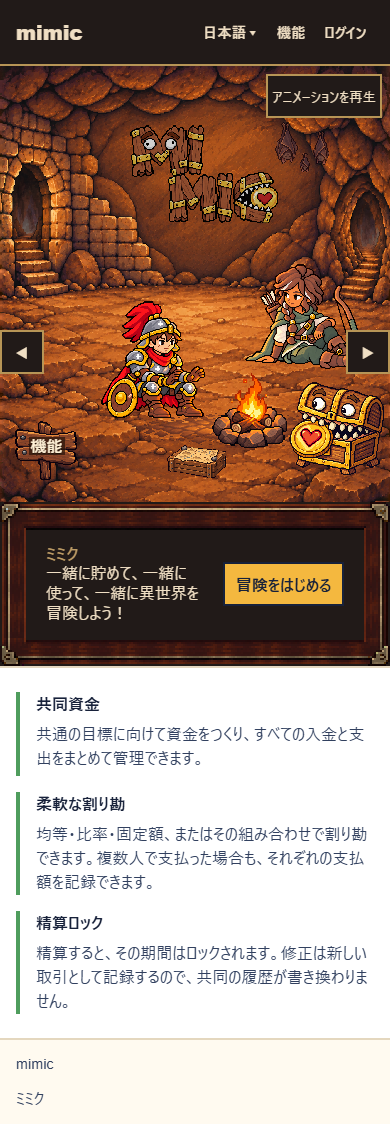 mimic
日本語 ▾ 機能 ログイン
アニメーションを再生
MIMIC
◀ ▶
機能
ミミク
一緒に貯めて、一緒に
使って、一緒に異世界を
冒険しよう！
冒険をはじめる
共同資金
共通の目標に向けて資金をつくり、すべての入金と支
出をまとめて管理できます。
柔軟な割り勘
均等・比率・固定額、またはその組み合わせで割り勘
できます。複数人で支払った場合も、それぞれの支払
額を記録できます。
精算ロック
精算すると、その期間はロックされます。修正は新しい
取引として記録するので、共同の履歴が書き換わりま
せん。
mimic
ミミク